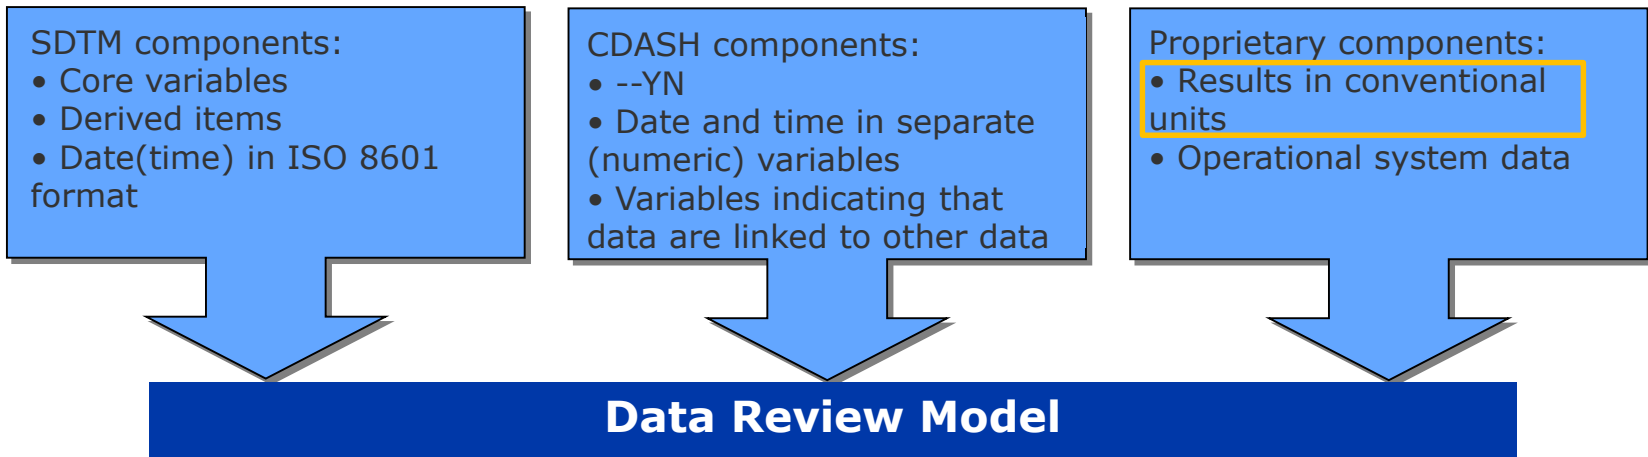 SDTM components:
• Core variables
• Derived items
• Date(time) in ISO 8601
format
CDASH components:
• --YN
• Date and time in separate
(numeric) variables
• Variables indicating that
data are linked to other data
Proprietary components:
• Results in conventional
units
• Operational system data
Data Review Model